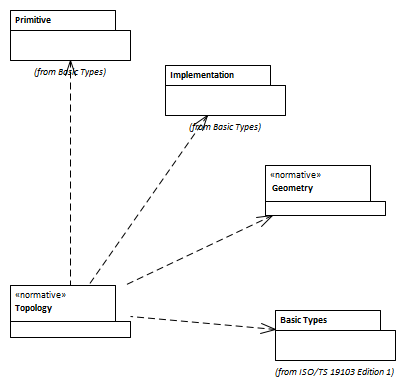 Primitive
(from Basic Types)
Implementation
(from Basic Types)
«normative»
Geometry
«normative»
Topology
Basic Types
(from ISO/TS 19103 Edition 1)